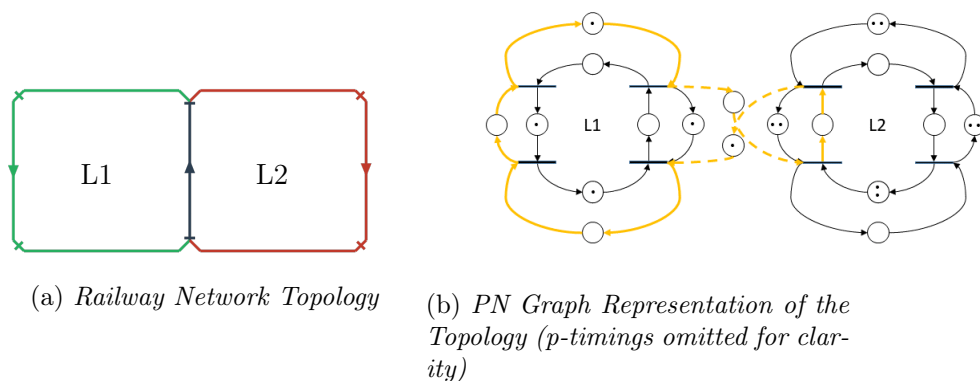 L1
L2
(a) Railway Network Topology
L1
L2
(b) PN Graph Representation of the
Topology (p-timings omitted for clar-
ity)